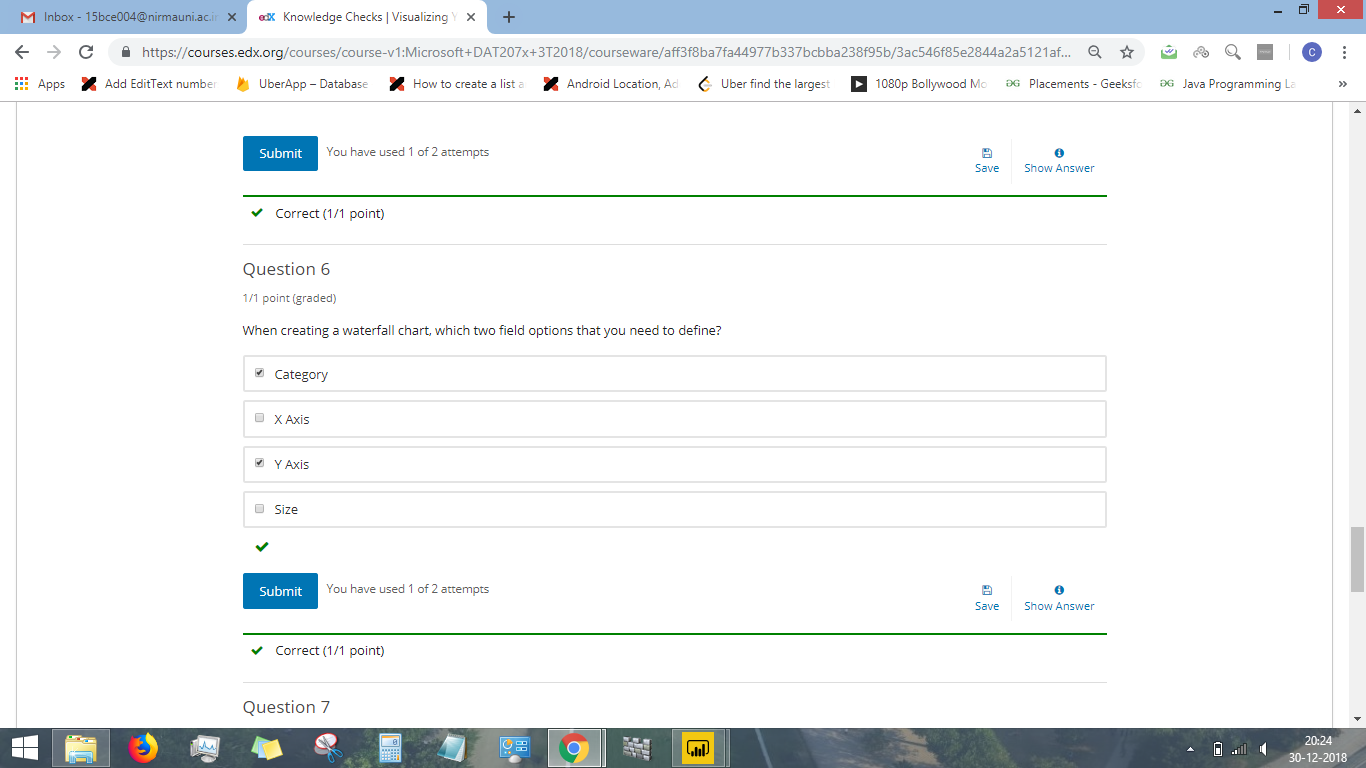 Inbox - 15bce004@nirmauni.ac.i
edX Knowledge Checks | Visualizing Y
https://courses.edx.org/courses/course-v1:Microsoft+DAT207x+3T2018/courseware/aff3f8ba7fa44977b337bcbba238f95b/3ac546f85e2844a2a5121af...
C
Apps Add EditText number UberApp – Database How to create a list a Android Location, Ad Uber find the largest 1080p Bollywood Mo Placements - Geeksfo Java Programming La »
Submit You have used 1 of 2 attempts
Save Show Answer
Correct (1/1 point)
Question 6
1/1 point (graded)
When creating a waterfall chart, which two field options that you need to define?
Category
X Axis
Y Axis
Size
Submit You have used 1 of 2 attempts
Save Show Answer
Correct (1/1 point)
Question 7
20:24
30-12-2018